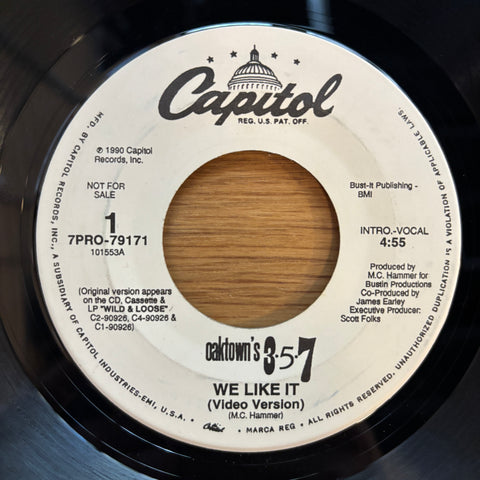 Capitol
REG. U.S. PAT. OFF.
℗ 1990 Capitol
Records, Inc.
NOT FOR
SALE
1
7PRO-79171
101553A
(Original version appears
on the CD, Cassette &
LP "WILD & LOOSE"
C2-90926, C4-90926 &
C1-90926)
Bust-It Publishing -
BMI
INTRO.-VOCAL
4:55
Produced by
M.C. Hammer for
Bustin Productions
Co-Produced by
James Earley
Executive Producer:
Scott Folks
oaktown's 3·5·7
WE LIKE IT
(Video Version)
(M.C. Hammer)
MFD. BY CAPITOL RECORDS, INC., A SUBSIDIARY OF CAPITOL INDUSTRIES-EMI, U.S.A. • Capitol • MARCA REG • ALL RIGHTS RESERVED. UNAUTHORIZED DUPLICATION IS A VIOLATION OF APPLICABLE LAWS.